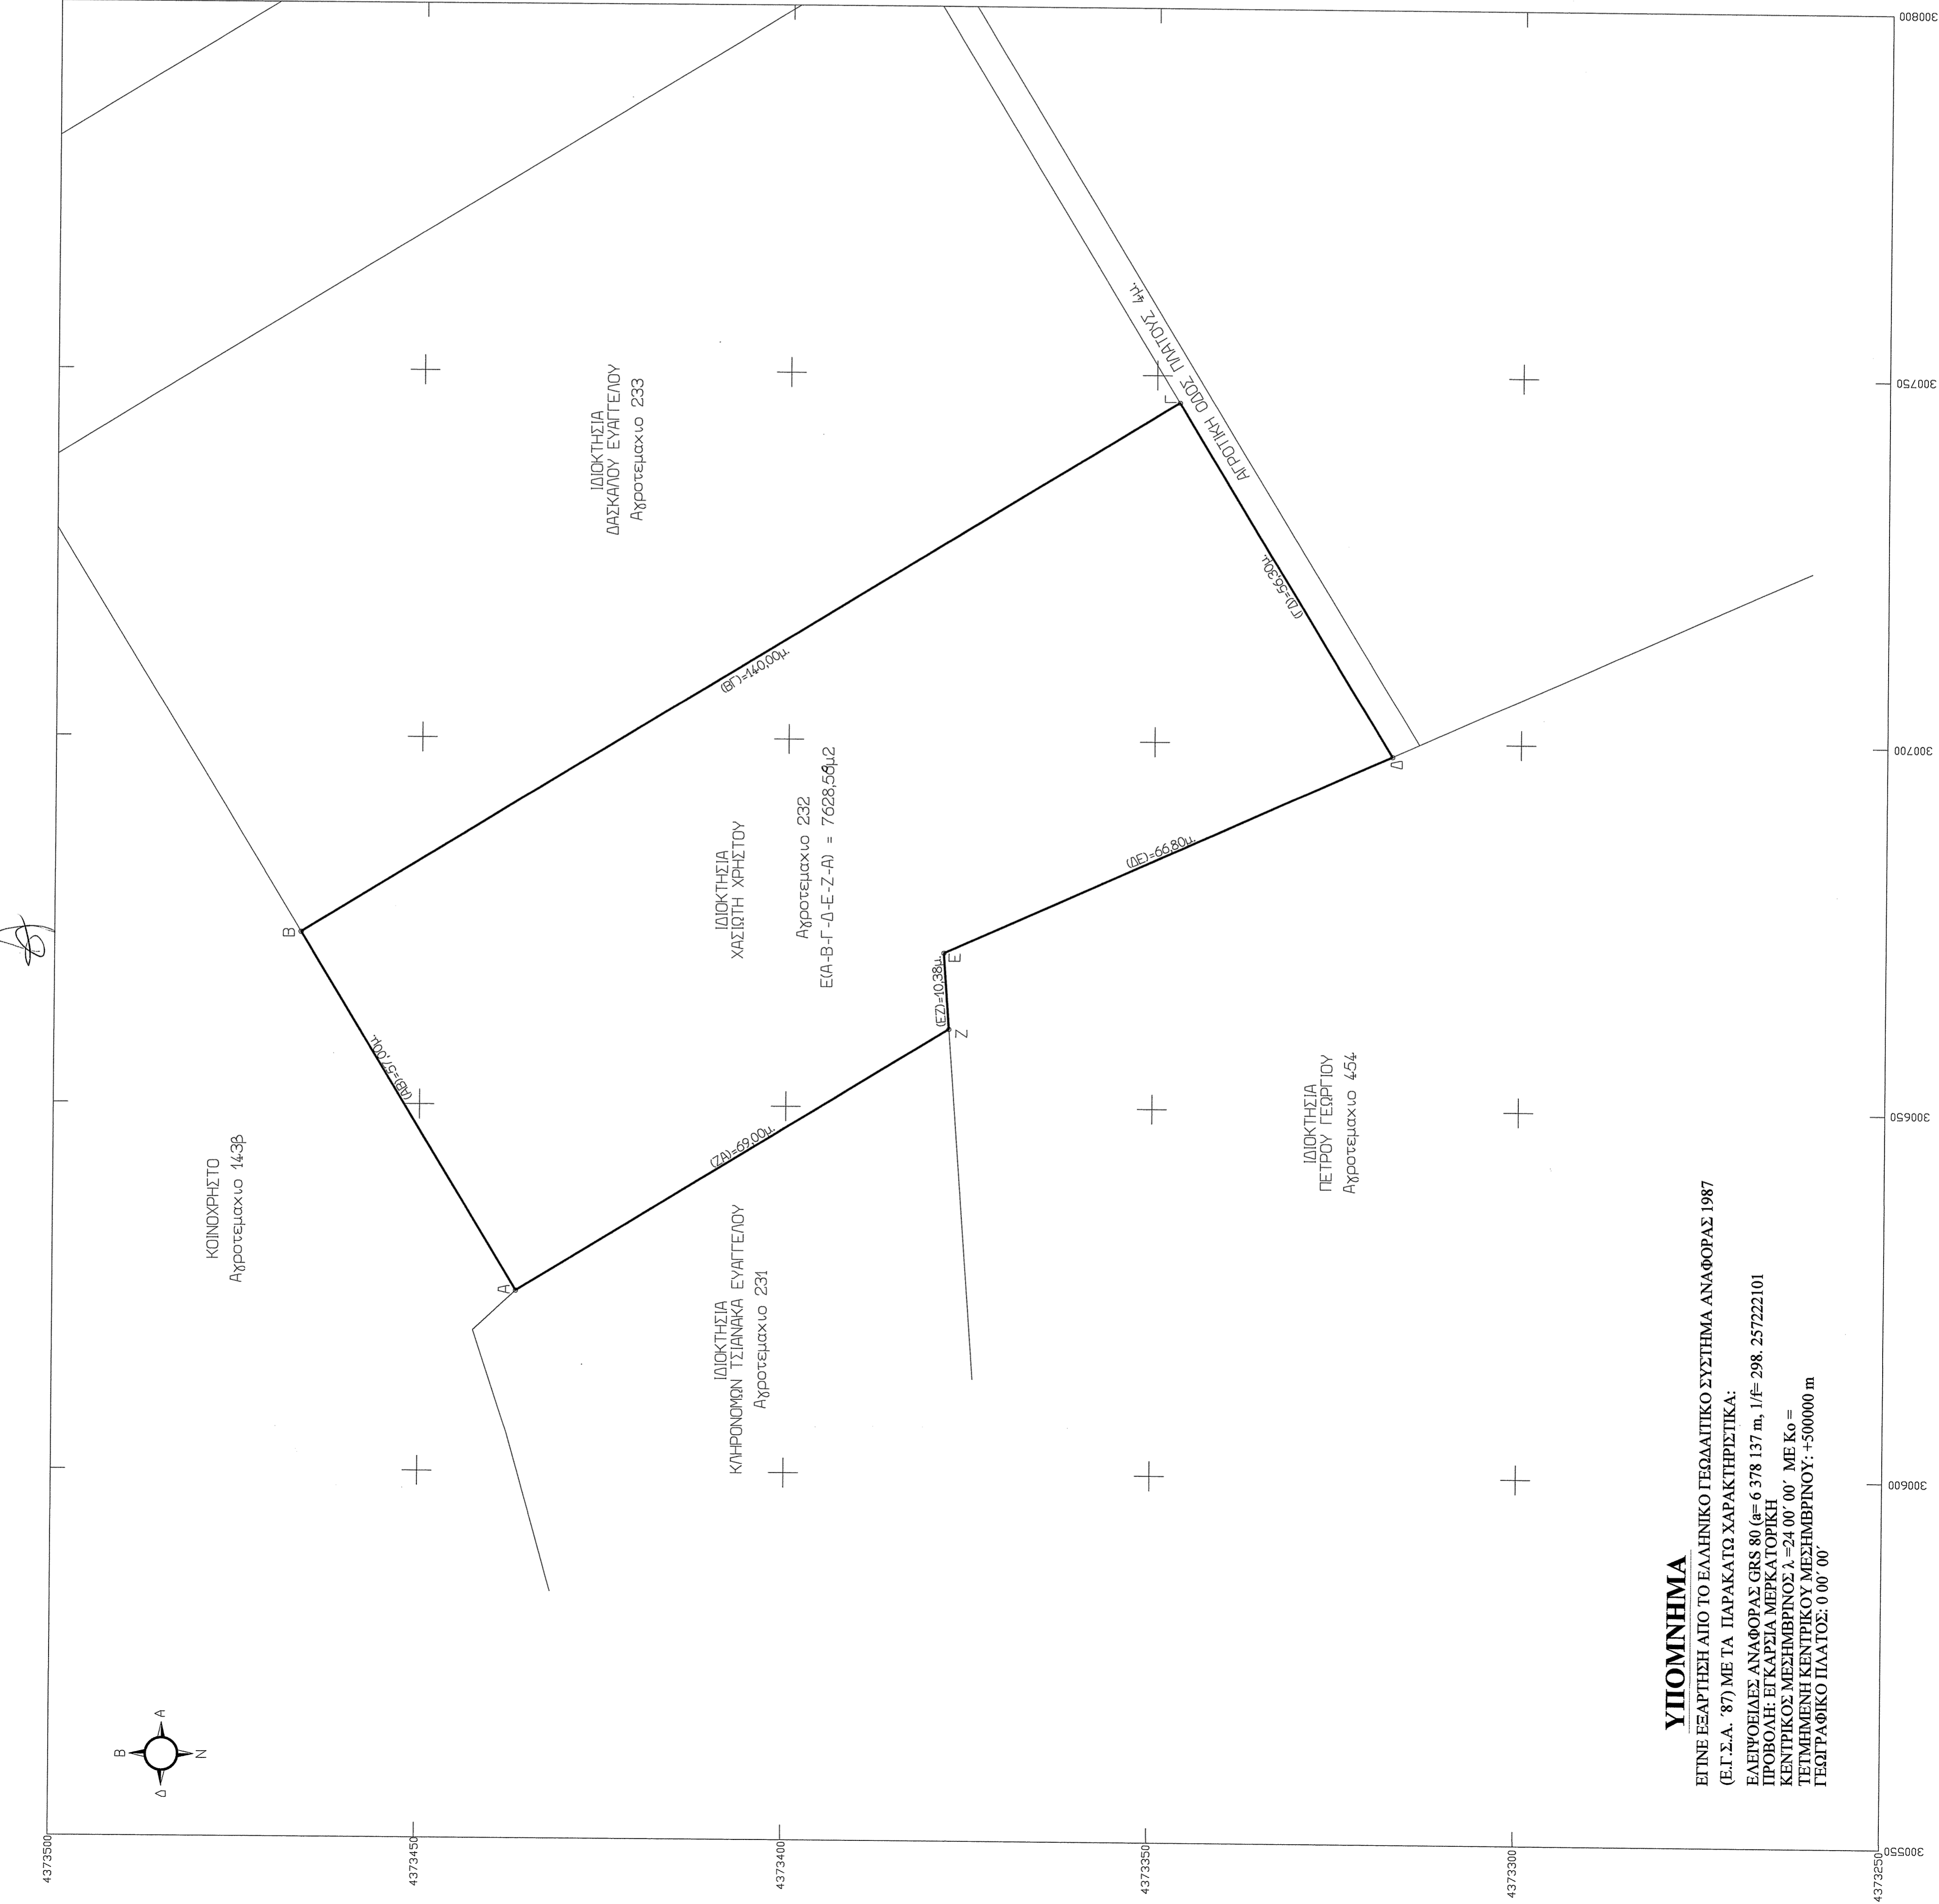 ΚΟΙΝΟΧΡΗΣΤΟ
Αγροτεμαχιο 143β
ΙΔΙΟΚΤΗΣΙΑ
ΔΑΣΚΑΛΟΥ ΕΥΑΓΓΕΛΟΥ
Αγροτεμαχιο 233
ΙΔΙΟΚΤΗΣΙΑ
ΧΑΣΙΩΤΗ ΧΡΗΣΤΟΥ
Αγροτεμαχιο 232
Ε(Α-Β-Γ-Δ-Ε-Ζ-Α) = 7628,58μ2
ΙΔΙΟΚΤΗΣΙΑ
ΚΛΗΡΟΝΟΜΩΝ ΤΣΙΑΝΑΚΑ ΕΥΑΓΓΕΛΟΥ
Αγροτεμαχιο 231
ΙΔΙΟΚΤΗΣΙΑ
ΠΕΤΡΟΥ ΓΕΩΡΓΙΟΥ
Αγροτεμαχιο 454
ΑΓΡΟΤΙΚΗ ΟΔΟΣ ΠΛΑΤΟΥΣ 4μ.
(ΑΒ)=57,00μ.
(ΒΓ)=140,00μ.
(ΓΔ)=56,30μ.
(ΔΕ)=66,80μ.
(ΕΖ)=10,38μ.
(ΖΑ)=69,00μ.
Α
Β
Γ
Δ
Ε
Ζ
Β
Δ
Α
Ν
4373500
4373450
4373400
4373350
4373300
4373250
300550
300600
300650
300700
300750
300800
ΥΠΟΜΝΗΜΑ
ΕΓΙΝΕ ΕΞΑΡΤΗΣΗ ΑΠΟ ΤΟ ΕΛΛΗΝΙΚΟ ΓΕΩΔΑΙΤΙΚΟ ΣΥΣΤΗΜΑ ΑΝΑΦΟΡΑΣ 1987
(Ε.Γ.Σ.Α. ΄87) ΜΕ ΤΑ ΠΑΡΑΚΑΤΩ ΧΑΡΑΚΤΗΡΙΣΤΙΚΑ:
ΕΛΕΙΨΟΕΙΔΕΣ ΑΝΑΦΟΡΑΣ GRS 80 (a= 6 378 137 m, 1/f= 298. 257222101
ΠΡΟΒΟΛΗ: ΕΓΚΑΡΣΙΑ ΜΕΡΚΑΤΟΡΙΚΗ
ΚΕΝΤΡΙΚΟΣ ΜΕΣΗΜΒΡΙΝΟΣ λ =24 00΄ 00΄΄ ΜΕ Κο =
ΤΕΤΜΗΜΕΝΗ ΚΕΝΤΡΙΚΟΥ ΜΕΣΗΜΒΡΙΝΟΥ: +500000 m
ΓΕΩΓΡΑΦΙΚΟ ΠΛΑΤΟΣ: 0 00΄ 00΄΄